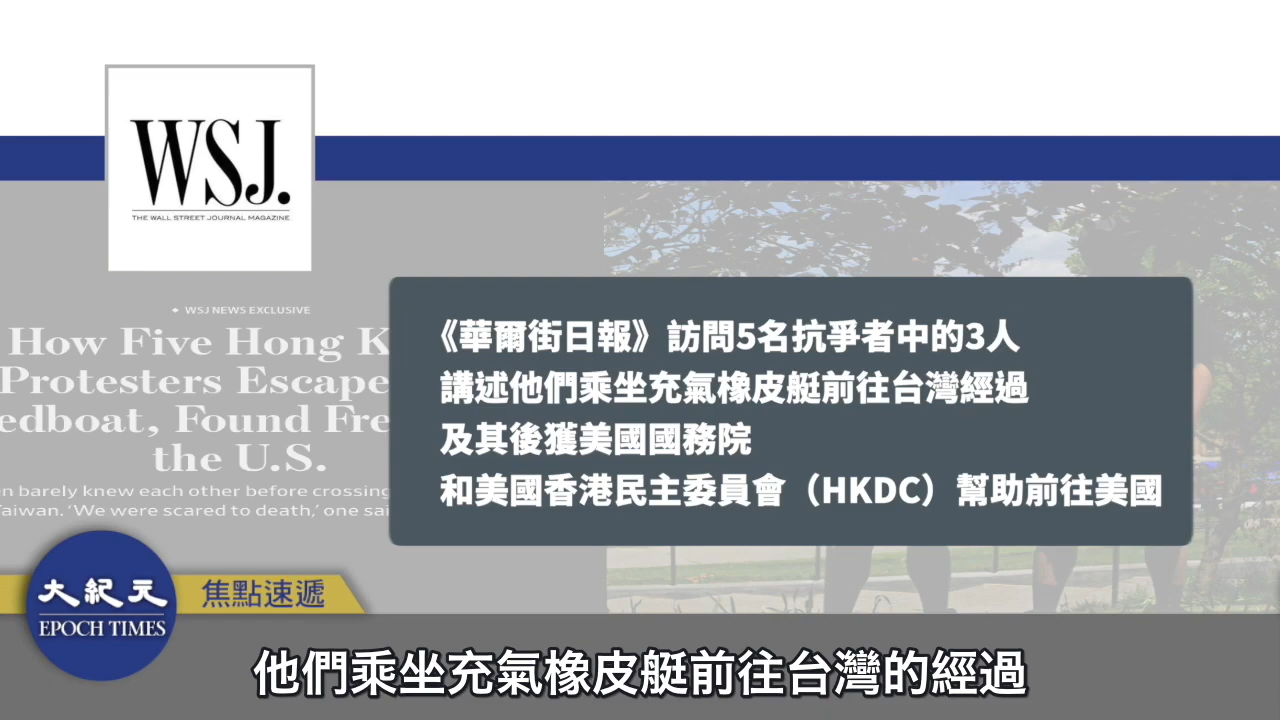 WSJ.
THE WALL STREET JOURNAL MAGAZINE
WSJ NEWS EXCLUSIVE
How Five Hong K
Protesters Escape
edboat, Found Fre
the U.S.
n barely knew each other before crossing
Taiwan. ‘We were scared to death,’ one sai
《華爾街日報》訪問5名抗爭者中的3人
講述他們乘坐充氣橡皮艇前往台灣經過
及其後獲美國國務院
和美國香港民主委員會（HKDC）幫助前往美國
大紀元
EPOCH TIMES
焦點速遞
他們乘坐充氣橡皮艇前往台灣的經過